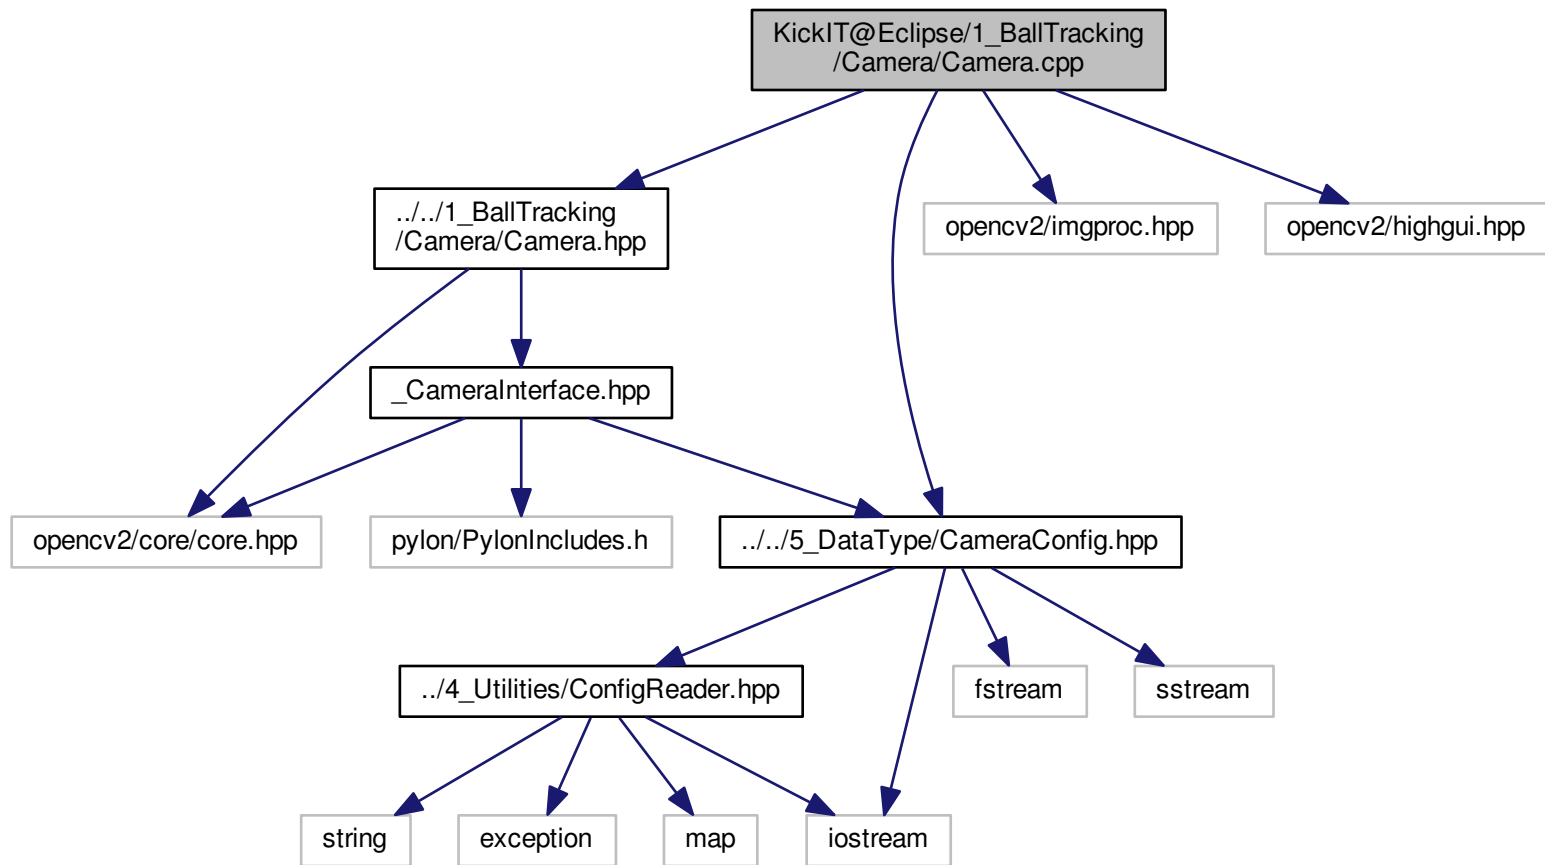 KickIT@Eclipse/1_BallTracking
/Camera/Camera.cpp
../../1_BallTracking
/Camera/Camera.hpp
opencv2/imgproc.hpp
opencv2/highgui.hpp
_CameraInterface.hpp
opencv2/core/core.hpp
pylon/PylonIncludes.h
../../5_DataType/CameraConfig.hpp
../4_Utilities/ConfigReader.hpp
fstream
sstream
string
exception
map
iostream